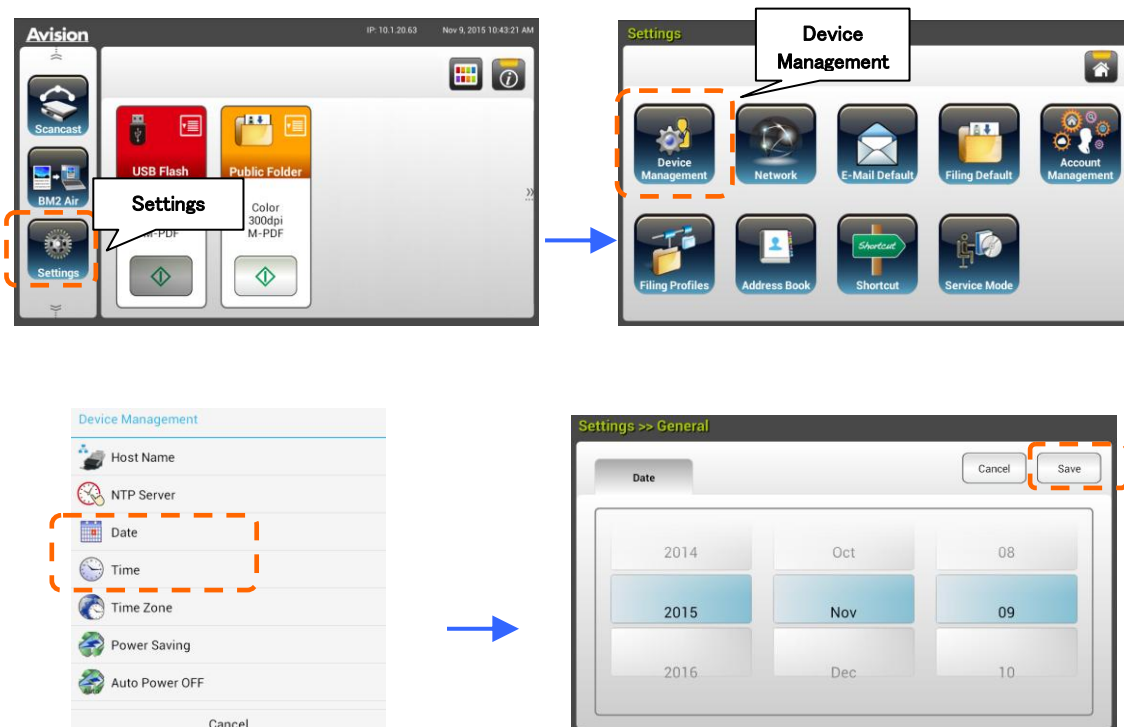 Avision
IP: 10.1.20.63 Nov 9, 2015 10:43:21 AM
Scancast
BM2 Air
Settings
USB Flash
Public Folder
Color
300dpi
M-PDF
M-PDF
Settings
Settings
Device
Management
Device
Management
Network
E-Mail Default
Filing Default
Account
Management
Filing Profiles
Address Book
Shortcut
Shortcut
Service Mode
Device Management
Host Name
NTP Server
Date
Time
Time Zone
Power Saving
Auto Power OFF
Cancel
Settings >> General
Date
Cancel
Save
2014 Oct 08
2015 Nov 09
2016 Dec 10